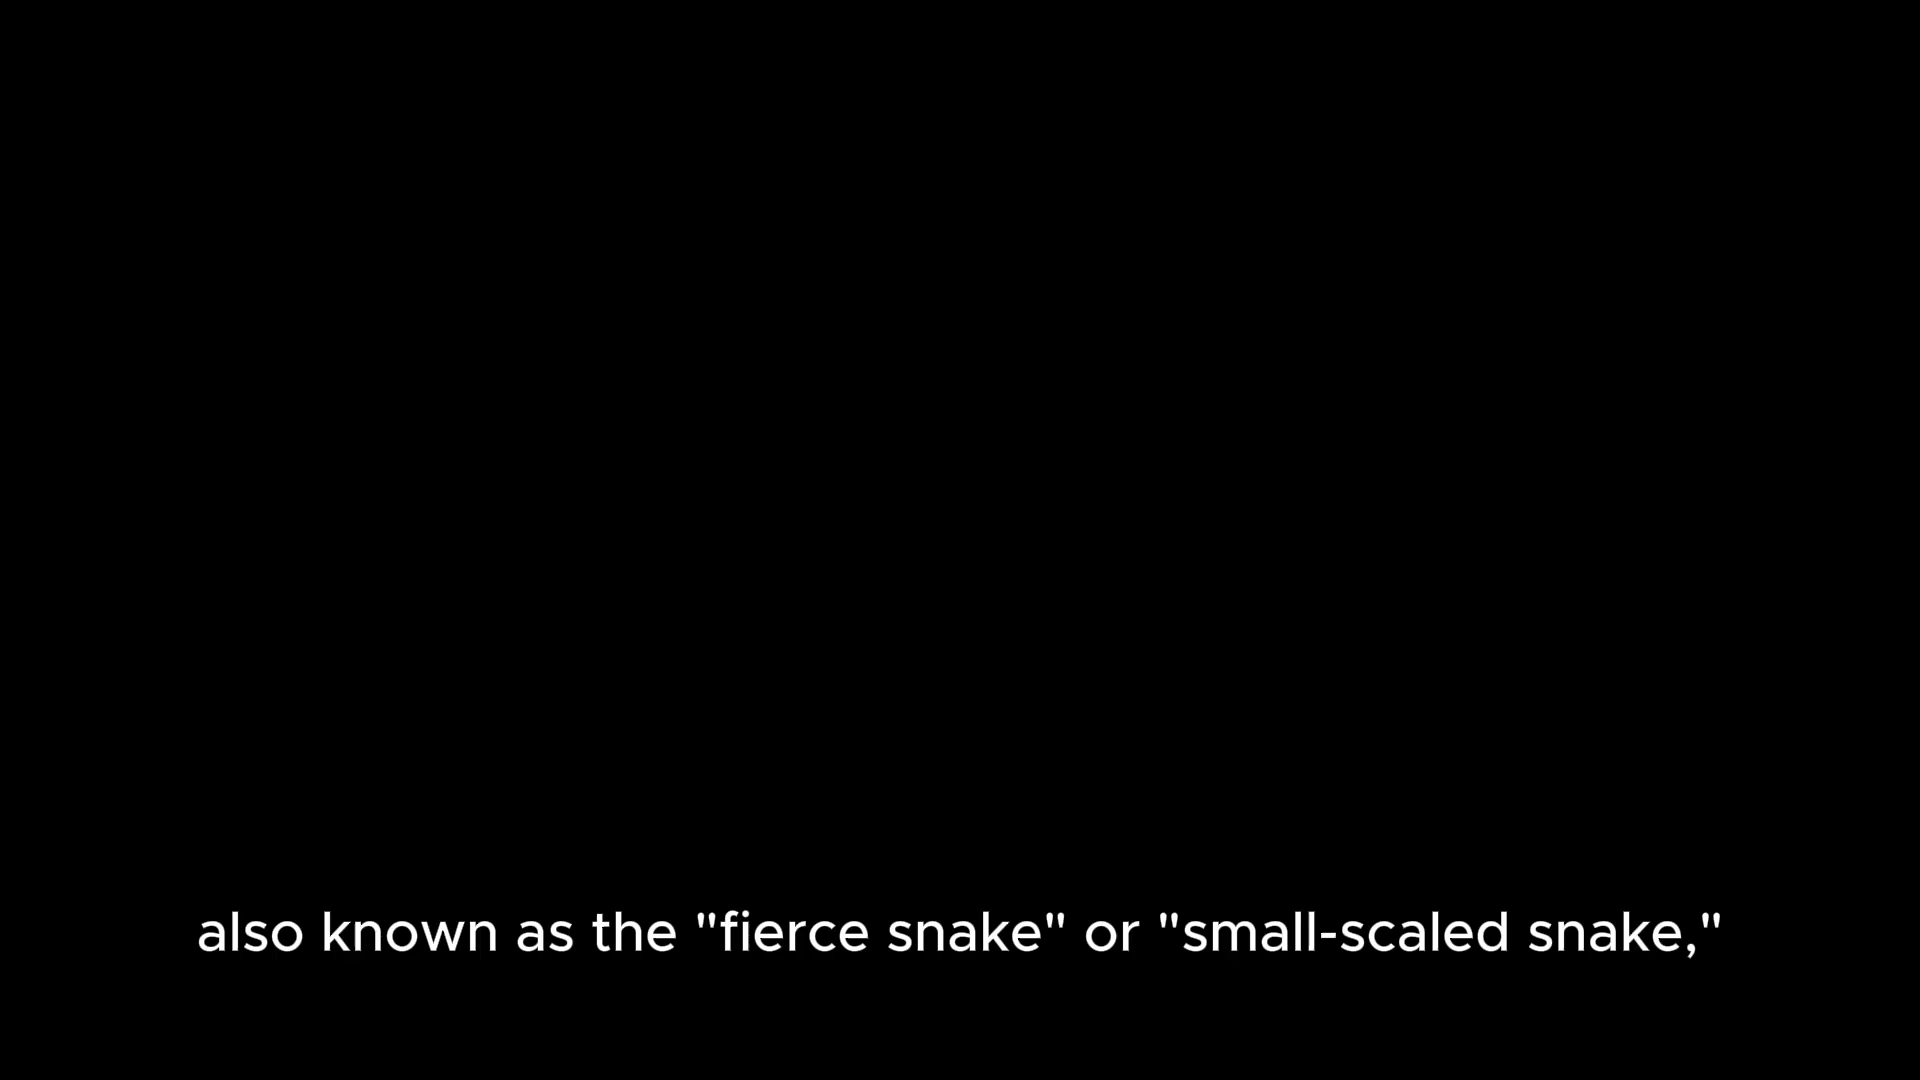 also known as the "fierce snake" or "small-scaled snake,"